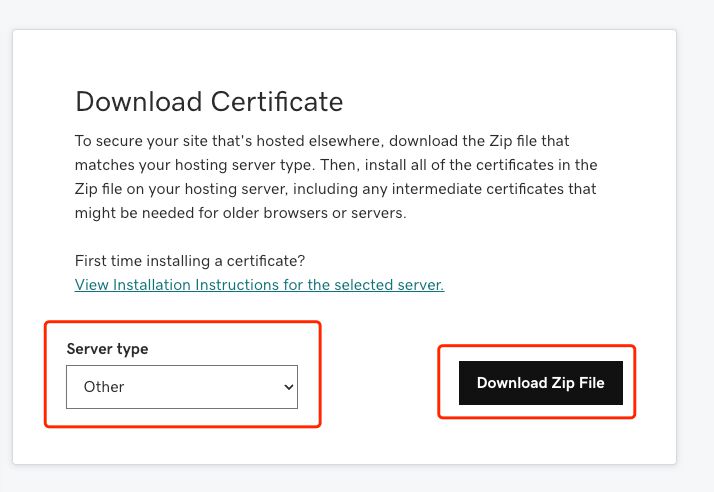 Download Certificate
To secure your site that's hosted elsewhere, download the Zip file that
matches your hosting server type. Then, install all of the certificates in the
Zip file on your hosting server, including any intermediate certificates that
might be needed for older browsers or servers.
First time installing a certificate?
View Installation Instructions for the selected server.
Server type
Other
Download Zip File